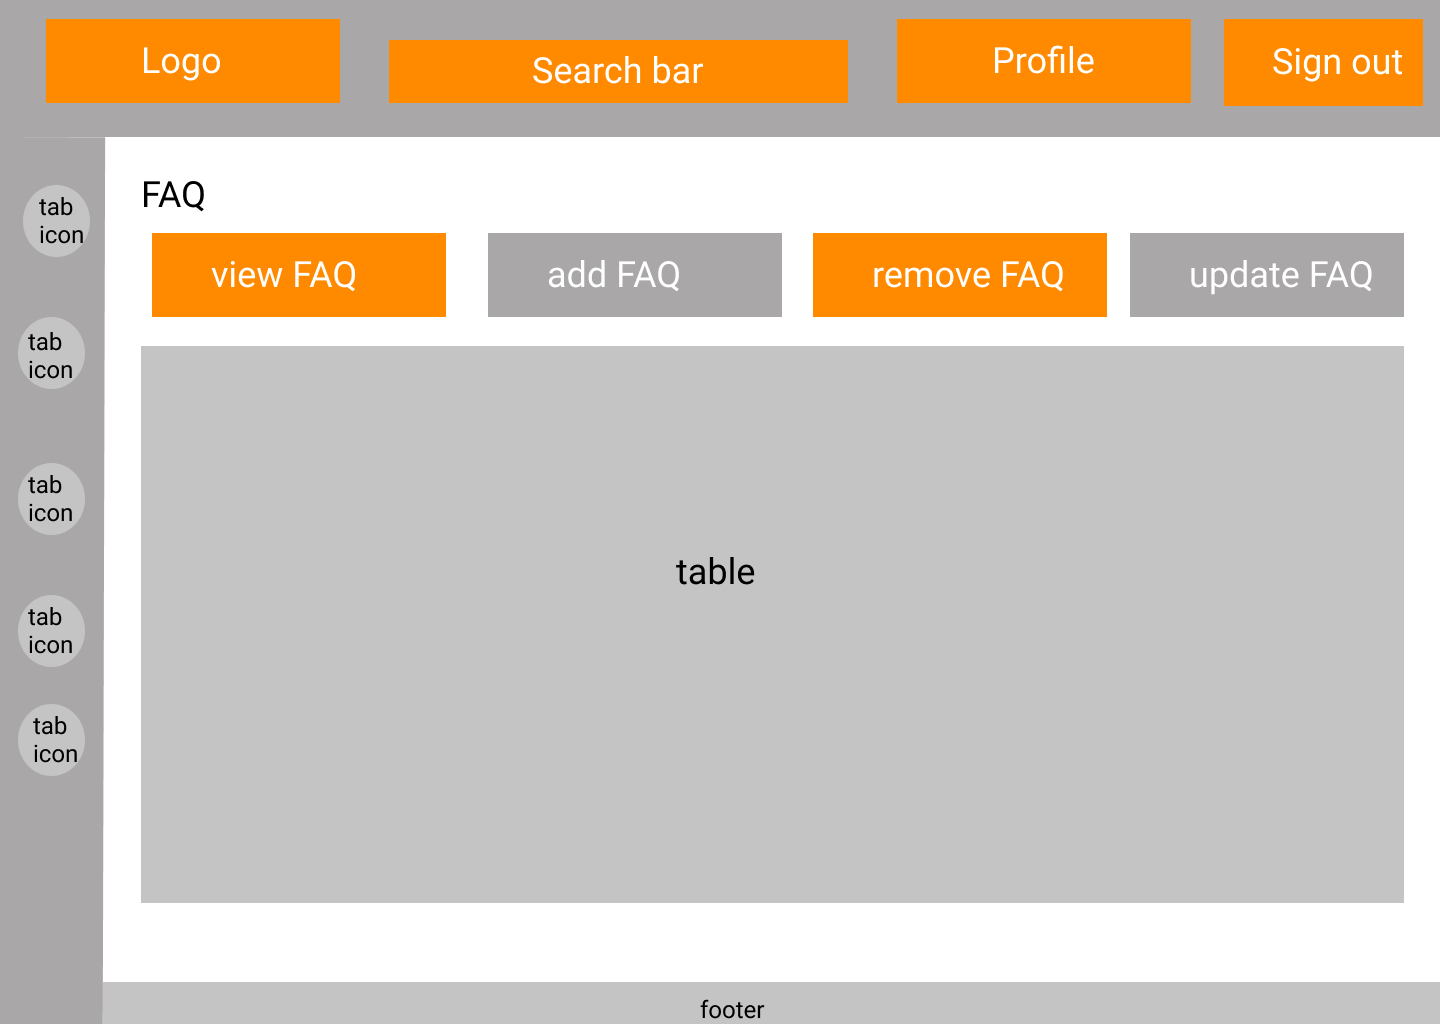 Logo
Search bar
Profile
Sign out
FAQ
view FAQ
add FAQ
remove FAQ
update FAQ
tab
icon
tab
icon
tab
icon
tab
icon
tab
icon
table
footer